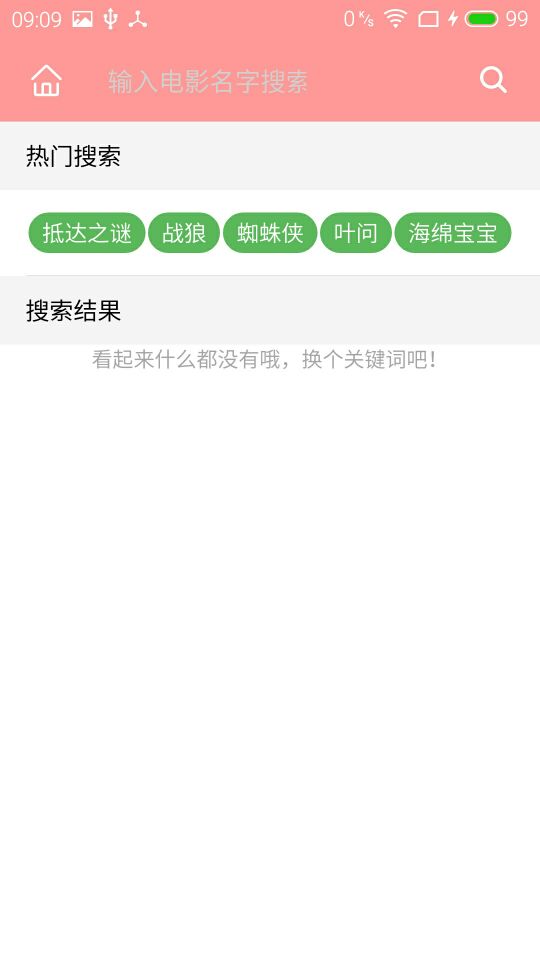 09:09 0 K/s 99
输入电影名字搜索
热门搜索
抵达之谜 战狼 蜘蛛侠 叶问 海绵宝宝
搜索结果
看起来什么都没有哦，换个关键词吧！